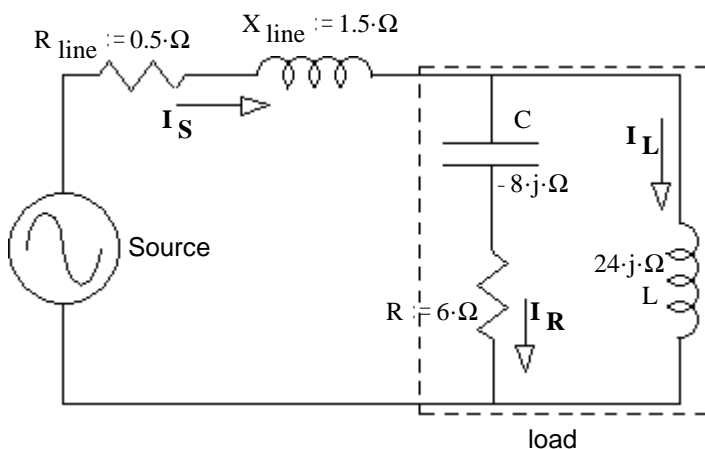 X line := 1.5·Ω
R line := 0.5·Ω
I S
C
I L
- 8·j·Ω
Source
24·j·Ω
L
R := 6·Ω
I R
load